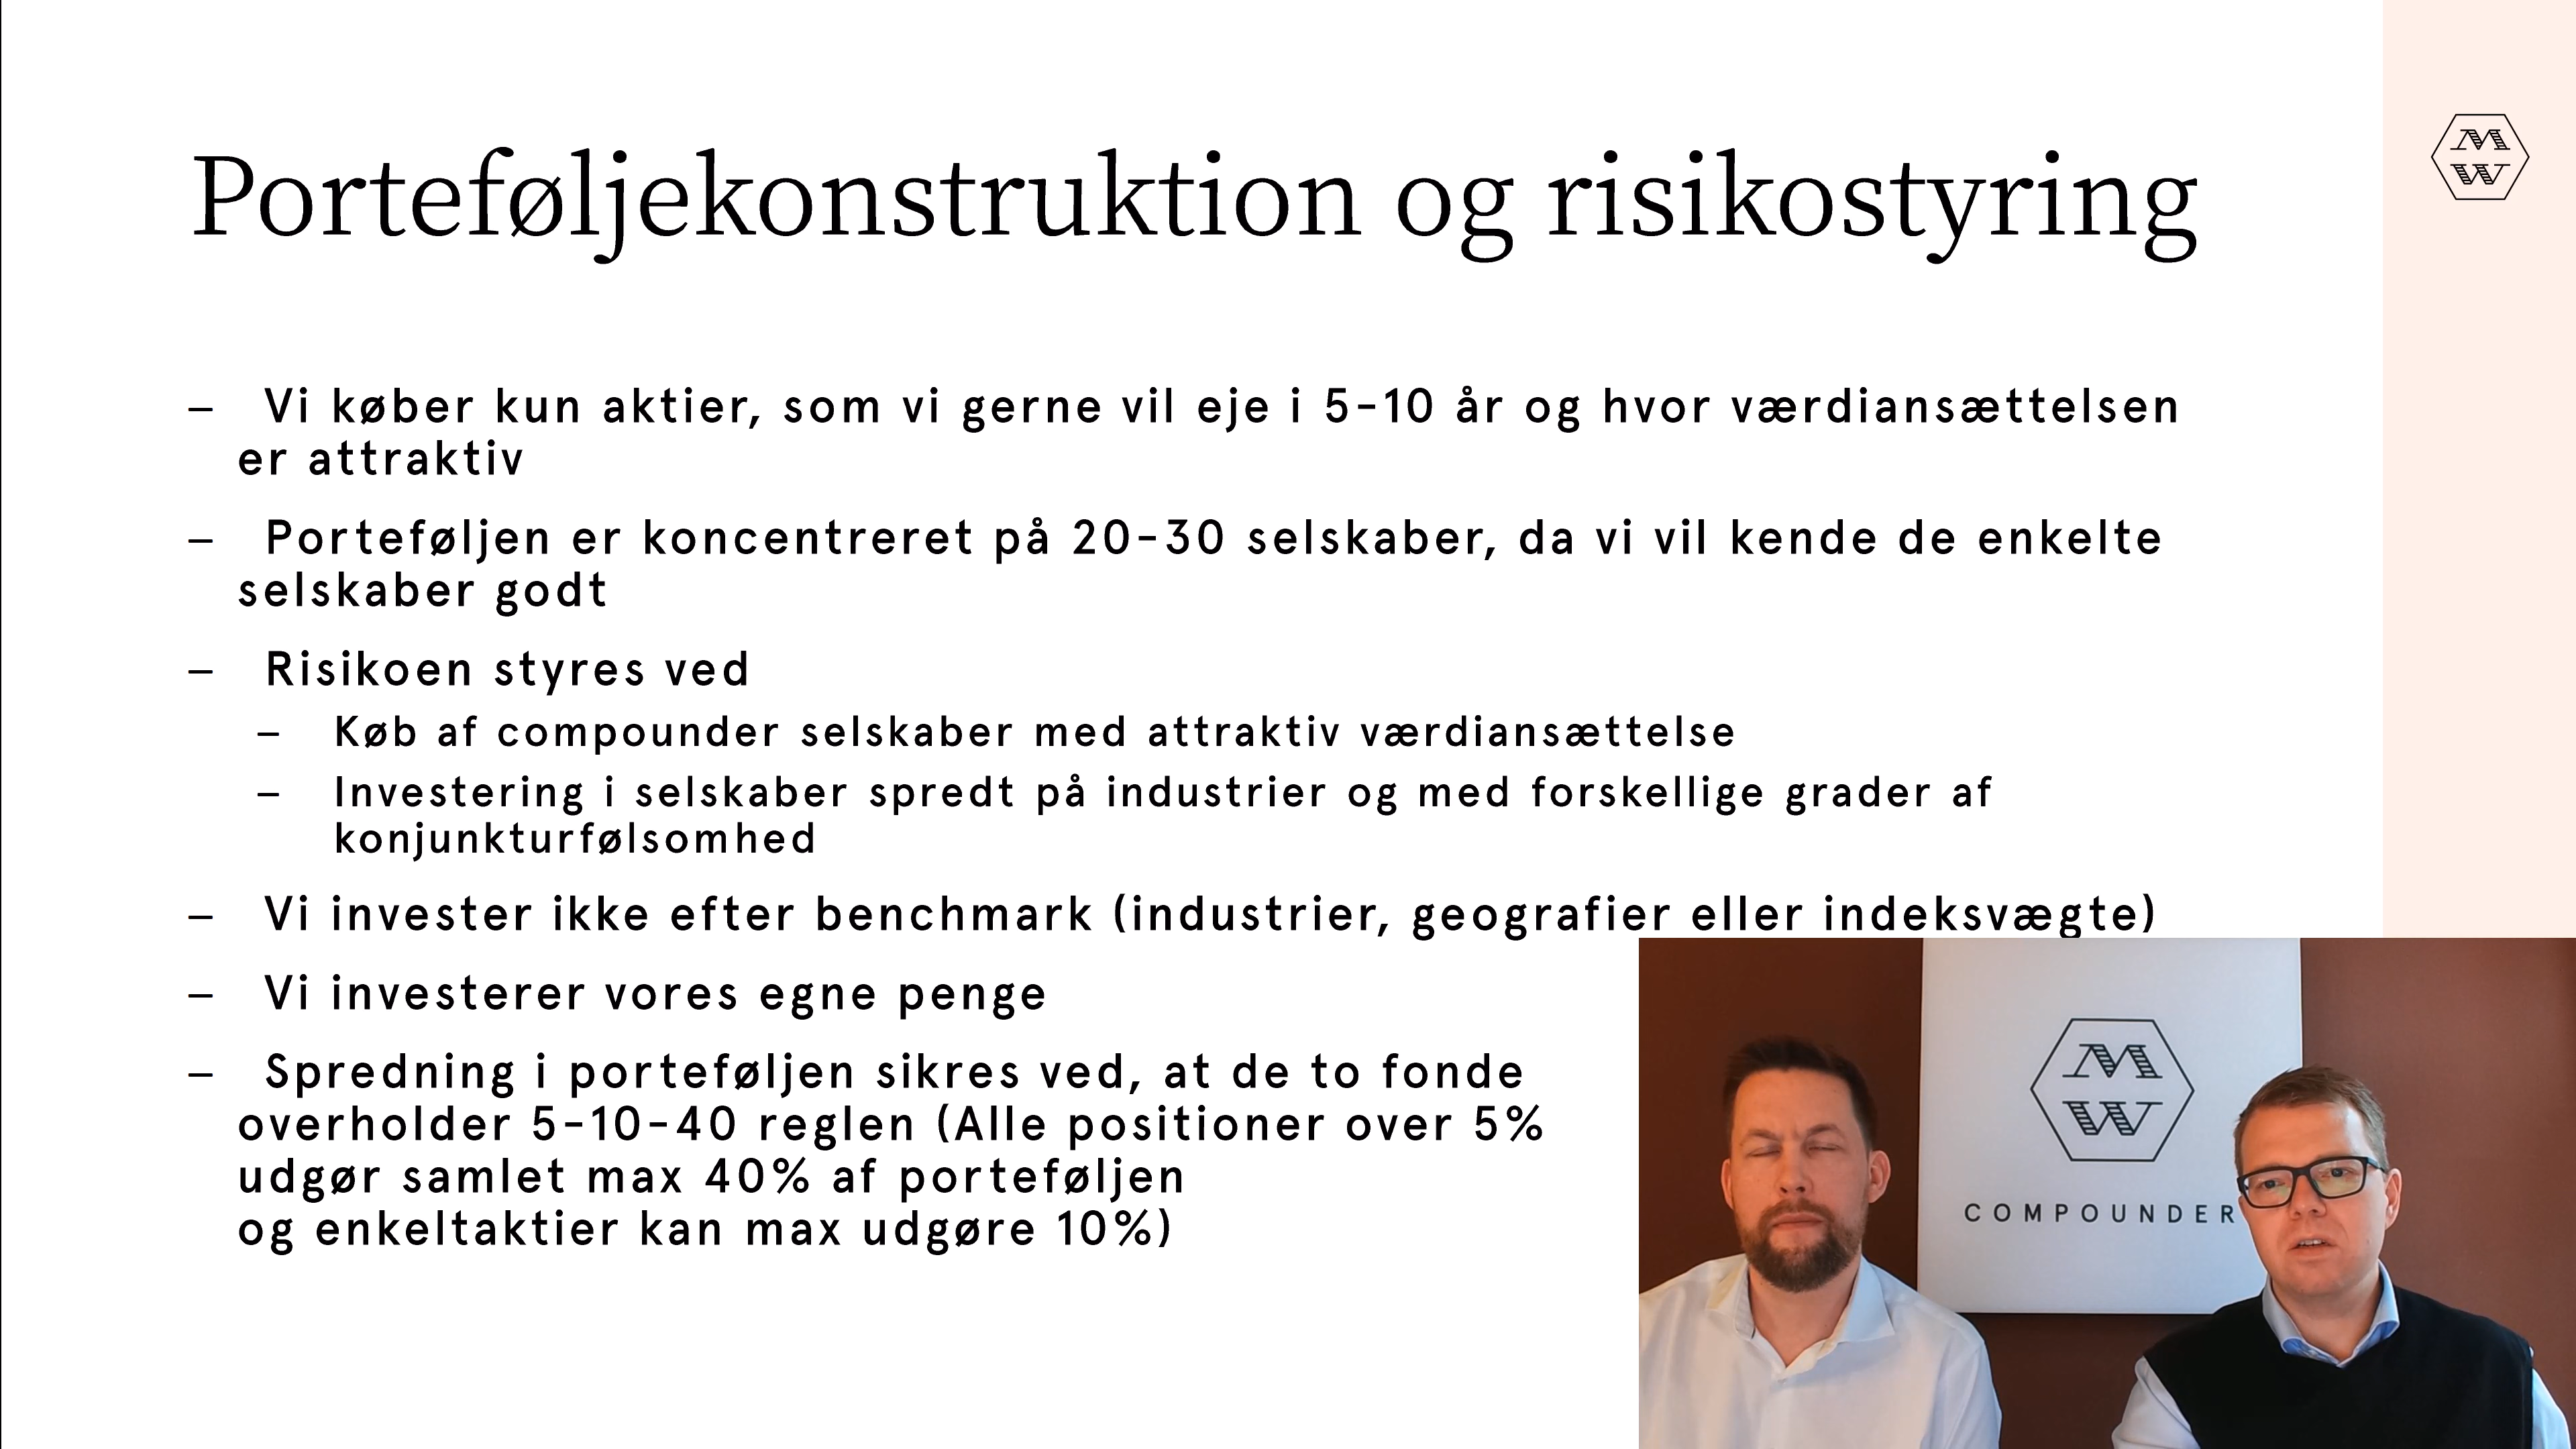 Porteføljekonstruktion og risikostyring
M
W
– Vi køber kun aktier, som vi gerne vil eje i 5-10 år og hvor værdiansættelsen
er attraktiv
– Porteføljen er koncentreret på 20-30 selskaber, da vi vil kende de enkelte
selskaber godt
– Risikoen styres ved
– Køb af compounder selskaber med attraktiv værdiansættelse
– Investering i selskaber spredt på industrier og med forskellige grader af
konjunkturfølsomhed
– Vi invester ikke efter benchmark (industrier, geografier eller indeksvægte)
– Vi investerer vores egne penge
– Spredning i porteføljen sikres ved, at de to fonde
overholder 5-10-40 reglen (Alle positioner over 5%
udgør samlet max 40% af porteføljen
og enkeltaktier kan max udgøre 10%)
M
W
COMPOUNDER